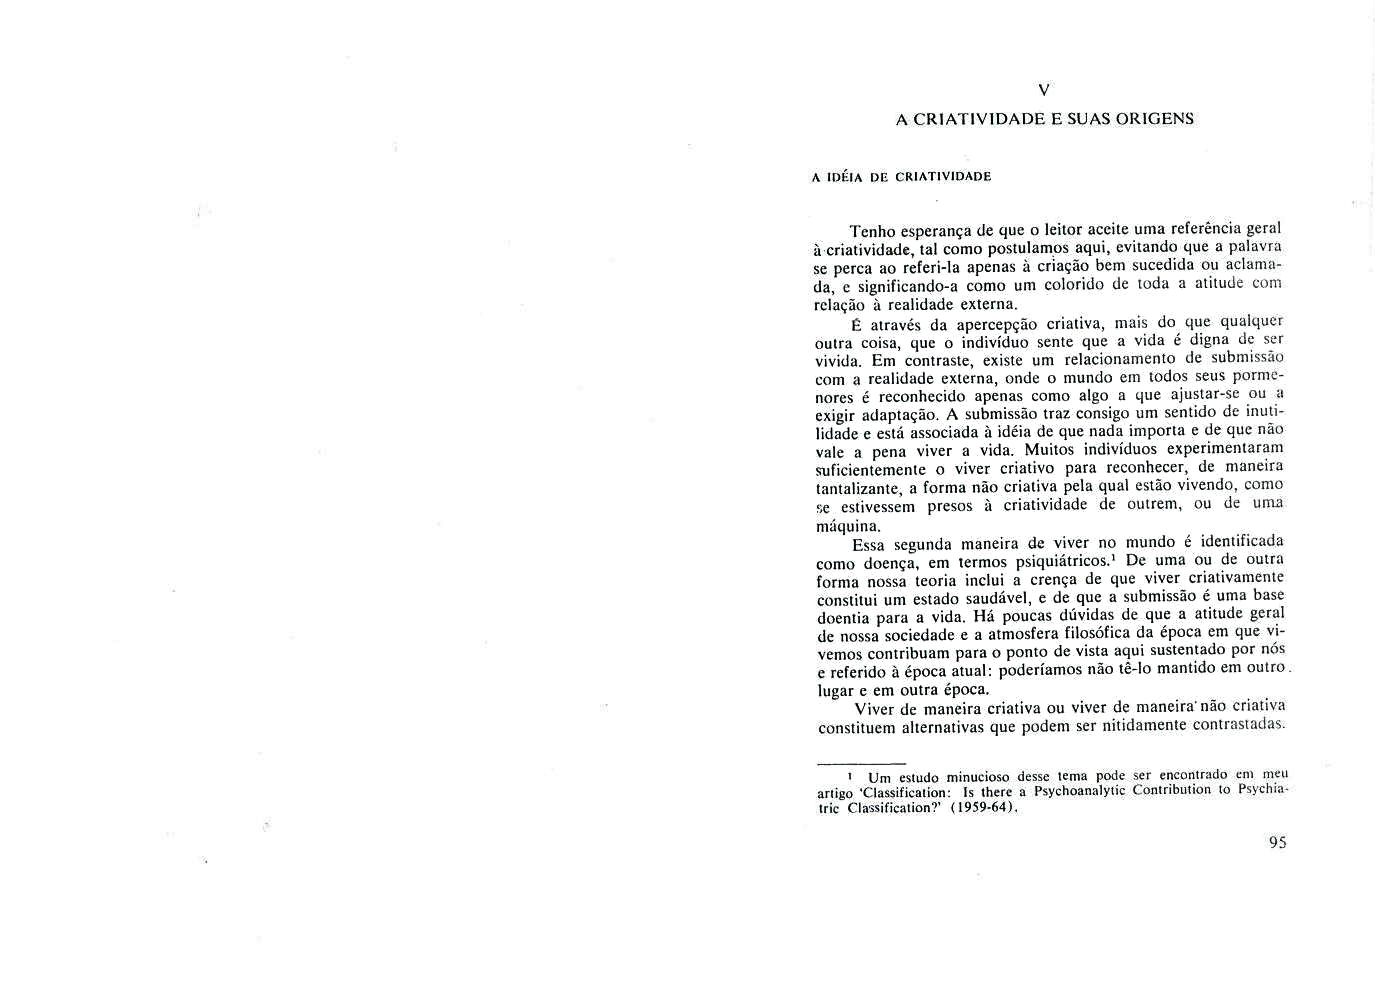 V
A CRIATIVIDADE E SUAS ORIGENS
A IDÉIA DE CRIATIVIDADE
Tenho esperança de que o leitor aceite uma referência geral
à criatividade, tal como postulamos aqui, evitando que a palavra
se perca ao referi-la apenas à criação bem sucedida ou aclama-
da, e significando-a como um colorido de toda a atitude com
relação à realidade externa.
É através da apercepção criativa, mais do que qualquer
outra coisa, que o indivíduo sente que a vida é digna de ser
vivida. Em contraste, existe um relacionamento de submissão
com a realidade externa, onde o mundo em todos seus porme-
nores é reconhecido apenas como algo a que ajustar-se ou a
exigir adaptação. A submissão traz consigo um sentido de inuti-
lidade e está associada à idéia de que nada importa e de que não
vale a pena viver a vida. Muitos indivíduos experimentaram
suficientemente o viver criativo para reconhecer, de maneira
tantalizante, a forma não criativa pela qual estão vivendo, como
se estivessem presos à criatividade de outrem, ou de uma
máquina.
Essa segunda maneira de viver no mundo é identificada
como doença, em termos psiquiátricos.¹ De uma ou de outra
forma nossa teoria inclui a crença de que viver criativamente
constitui um estado saudável, e de que a submissão é uma base
doentia para a vida. Há poucas dúvidas de que a atitude geral
de nossa sociedade e a atmosfera filosófica da época em que vi-
vemos contribuam para o ponto de vista aqui sustentado por nós
e referido à época atual: poderíamos não tê-lo mantido em outro
lugar e em outra época.
Viver de maneira criativa ou viver de maneira não criativa
constituem alternativas que podem ser nitidamente contrastadas.
¹ Um estudo minucioso desse tema pode ser encontrado em meu
artigo 'Classification: Is there a Psychoanalytic Contribution to Psychia-
tric Classification?' (1959-64).
95